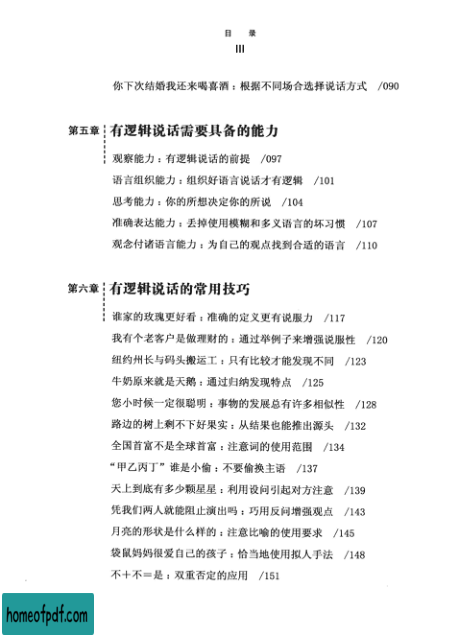 目 录
III
你下次结婚我还来喝喜酒：根据不同场合选择说话方式 /090
第五章 有逻辑说话需要具备的能力
观察能力：有逻辑说话的前提 /097
语言组织能力：组织好语言说话才有逻辑 /101
思考能力：你的所想决定你的所说 /104
准确表达能力：丢掉使用模糊和多义语言的坏习惯 /107
观念付诸语言能力：为自己的观点找到合适的语言 /110
第六章 有逻辑说话的常用技巧
谁家的玫瑰更好看：准确的定义更有说服力 /117
我有个老客户是做理财的：通过举例子来增强说服性 /120
纽约州长与码头搬运工：只有比较才能发现不同 /123
牛奶原来就是天鹅：通过归纳发现特点 /125
您小时候一定很聪明：事物的发展总有许多相似性 /128
路边的树上剩不下好果实：从结果也能推出源头 /132
全国首富不是全球首富：注意词的使用范围 /134
“甲乙丙丁”谁是小偷：不要偷换主语 /137
天上到底有多少颗星星：利用设问引起对方注意 /139
凭我们两人就能阻止演出吗：巧用反问增强观点 /143
月亮的形状是什么样的：注意比喻的使用要求 /145
袋鼠妈妈很爱自己的孩子：恰当地使用拟人手法 /148
不+不=是：双重否定的应用 /151
homeofpdf.com